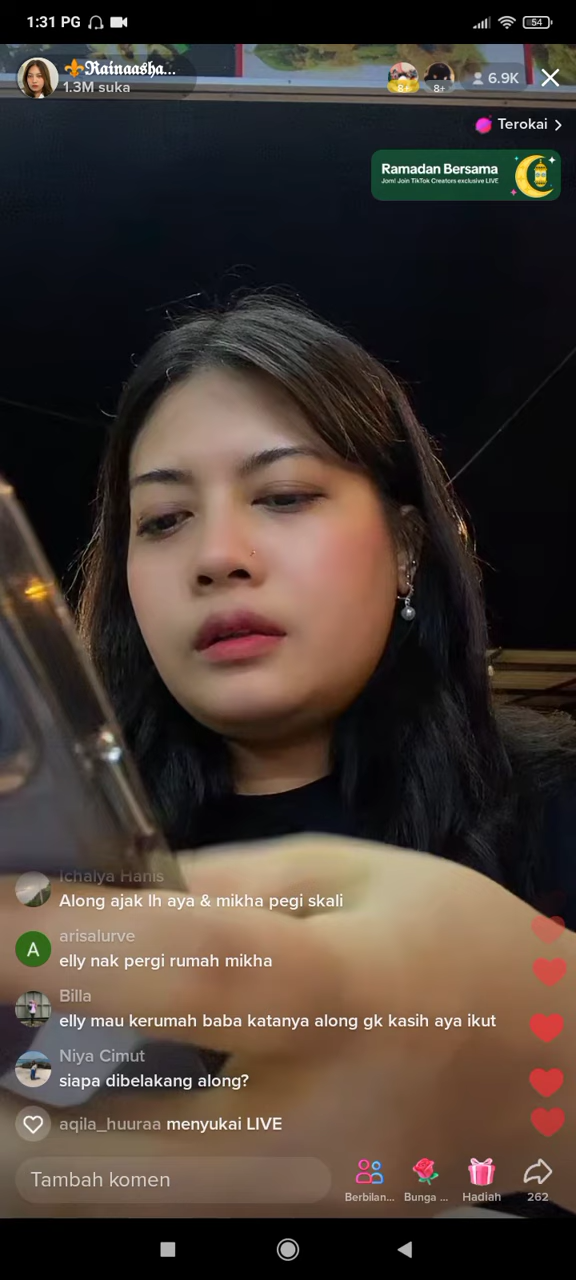 1:31 PG
54
⚜️𝕽𝖆𝖎𝖓𝖆𝖆𝖘𝖍𝖆...
1.3M suka
8+
8+
6.9K
Terokai
Ramadan Bersama
Jom! Join TikTok Creators exclusive LIVE
Ichalya Hanis
Along ajak lh aya & mikha pegi skali
A
arisalurve
elly nak pergi rumah mikha
Billa
elly mau kerumah baba katanya along gk kasih aya ikut
Niya Cimut
siapa dibelakang along?
aqila_huuraa menyukai LIVE
Tambah komen
Berbilan...
Bunga ...
Hadiah
262